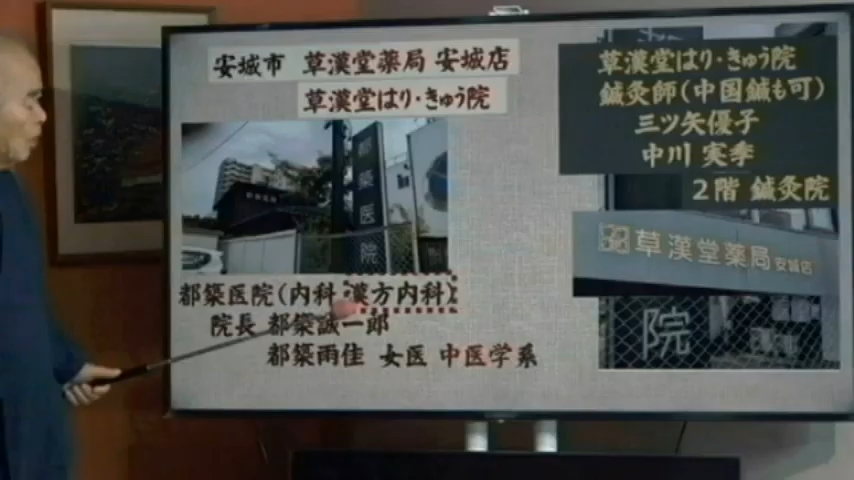 安城市 草漢堂薬局 安城店
草漢堂はり・きゅう院
都築医院
都築医院(内科 漢方内科)
院長 都築誠一郎
都築雨佳 女医 中医学系
草漢堂はり・きゅう院
鍼灸師(中国鍼も可)
三ツ矢優子
中川 実季
2階 鍼灸院
草漢堂薬局 安城店
院